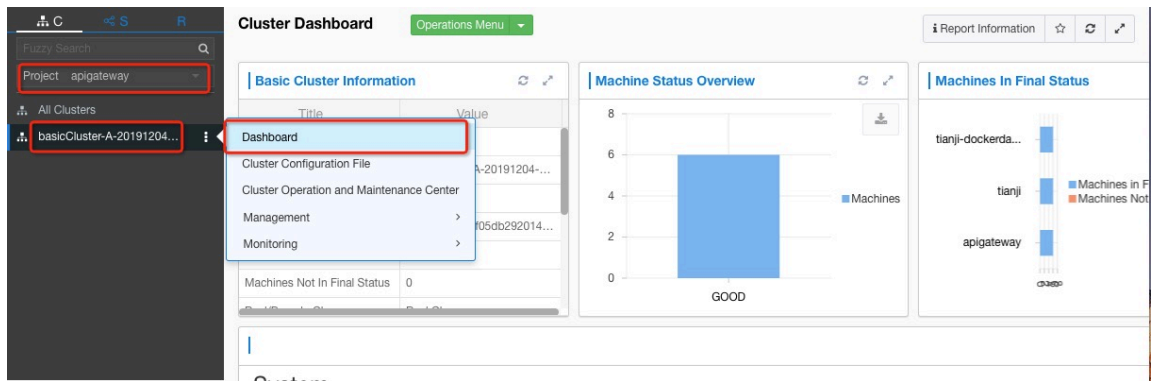 C S R
Fuzzy Search
Project apigateway
All Clusters
basicCluster-A-20191204...
Cluster Dashboard
Operations Menu
Report Information
Basic Cluster Information
Title Value
A-20191204-...
f05db292014...
Machines Not In Final Status 0
Dashboard
Cluster Configuration File
Cluster Operation and Maintenance Center
Management
Monitoring
Machine Status Overview
8
6
4
2
0
GOOD
Machines
Machines In Final Status
tianji-dockerda...
tianji
apigateway
Machines in F
Machines Not
System